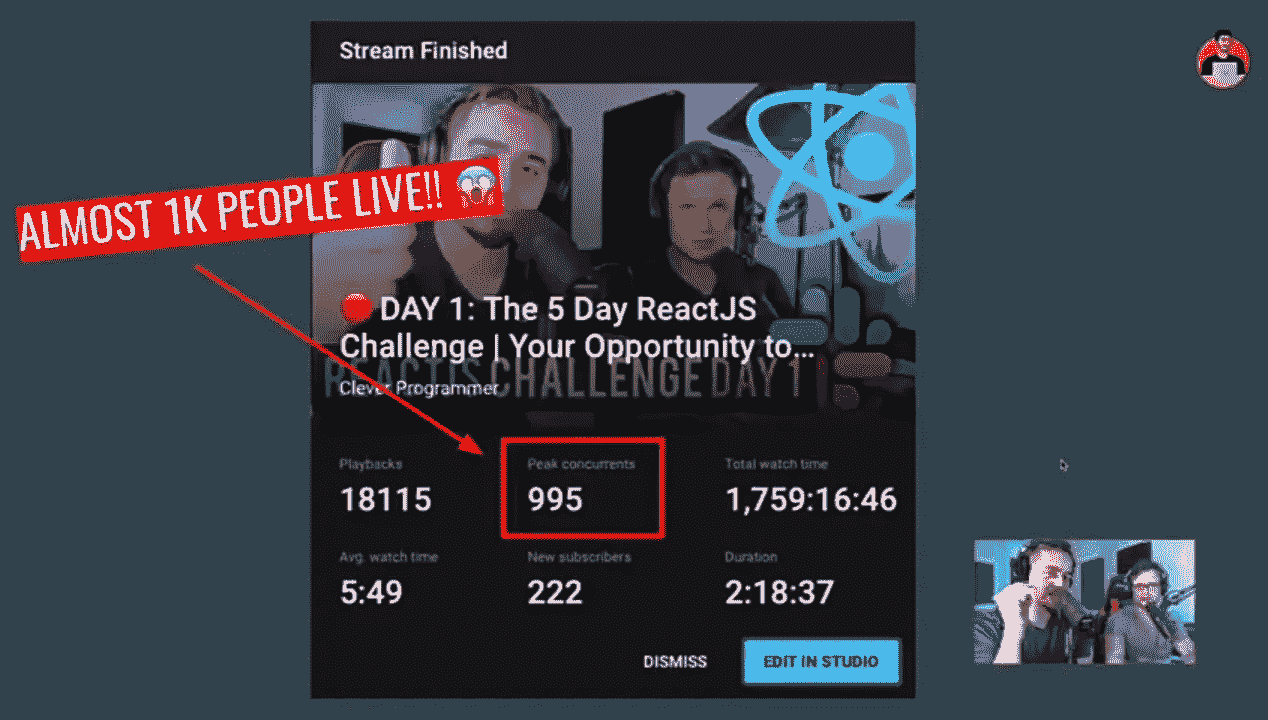 Stream Finished
ALMOST 1K PEOPLE LIVE!! 😱
🔴 DAY 1: The 5 Day ReactJS
Challenge | Your Opportunity to...
REACTJS CHALLENGE DAY 1
Clever Programmer
Playbacks
18115
Peak concurrents
995
Total watch time
1,759:16:46
Avg. watch time
5:49
New subscribers
222
Duration
2:18:37
DISMISS
EDIT IN STUDIO